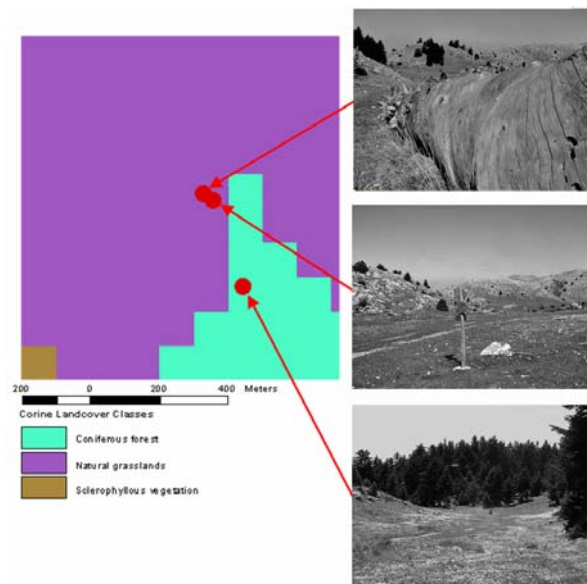 200 0 200 400 Meters
Corine Landcover Classes
Coniferous forest
Natural grasslands
Sclerophyllous vegetation